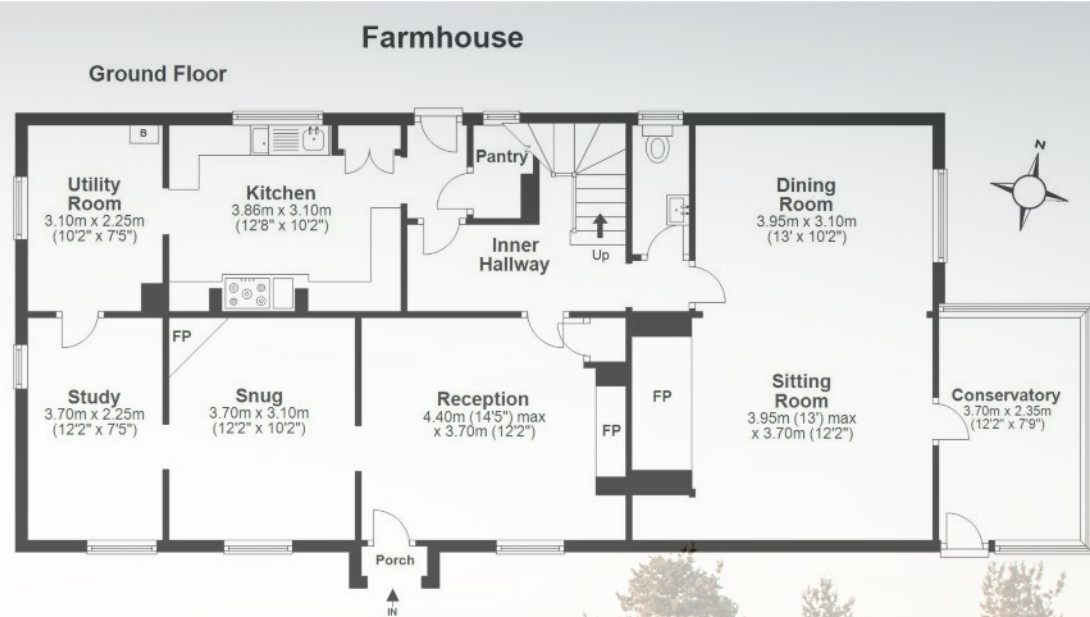 Farmhouse
Ground Floor
N
B
Utility
Room
3.10m x 2.25m
(10'2" x 7'5")
Kitchen
3.86m x 3.10m
(12'8" x 10'2")
Pantry
Inner
Hallway
Up
Dining
Room
3.95m x 3.10m
(13' x 10'2")
FP
Study
3.70m x 2.25m
(12'2" x 7'5")
Snug
3.70m x 3.10m
(12'2" x 10'2")
Reception
4.40m (14'5") max
x 3.70m (12'2")
FP
FP
Sitting
Room
3.95m (13') max
x 3.70m (12'2")
Conservatory
3.70m x 2.35m
(12'2" x 7'9")
Porch
IN